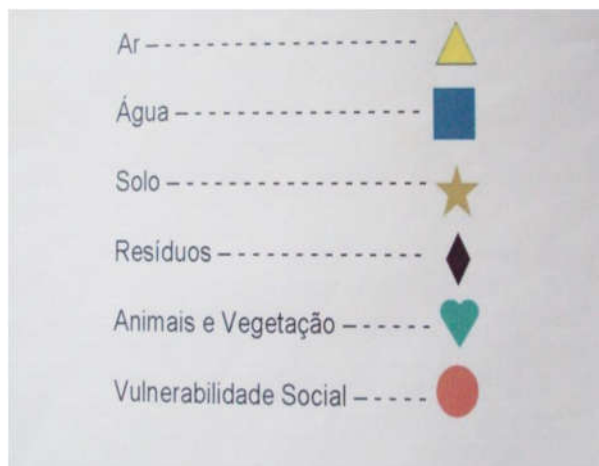 Ar
Água
Solo
Resíduos
Animais e Vegetação
Vulnerabilidade Social